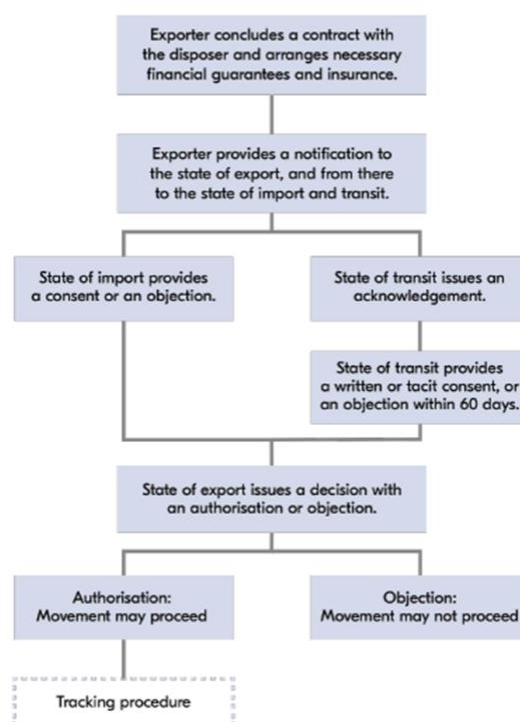 Exporter concludes a contract with
the disposer and arranges necessary
financial guarantees and insurance.
Exporter provides a notification to
the state of export, and from there
to the state of import and transit.
State of import provides
a consent or an objection.
State of transit issues an
acknowledgement.
State of transit provides
a written or tacit consent, or
an objection within 60 days.
State of export issues a decision with
an authorisation or objection.
Authorisation:
Movement may proceed
Objection:
Movement may not proceed
Tracking procedure